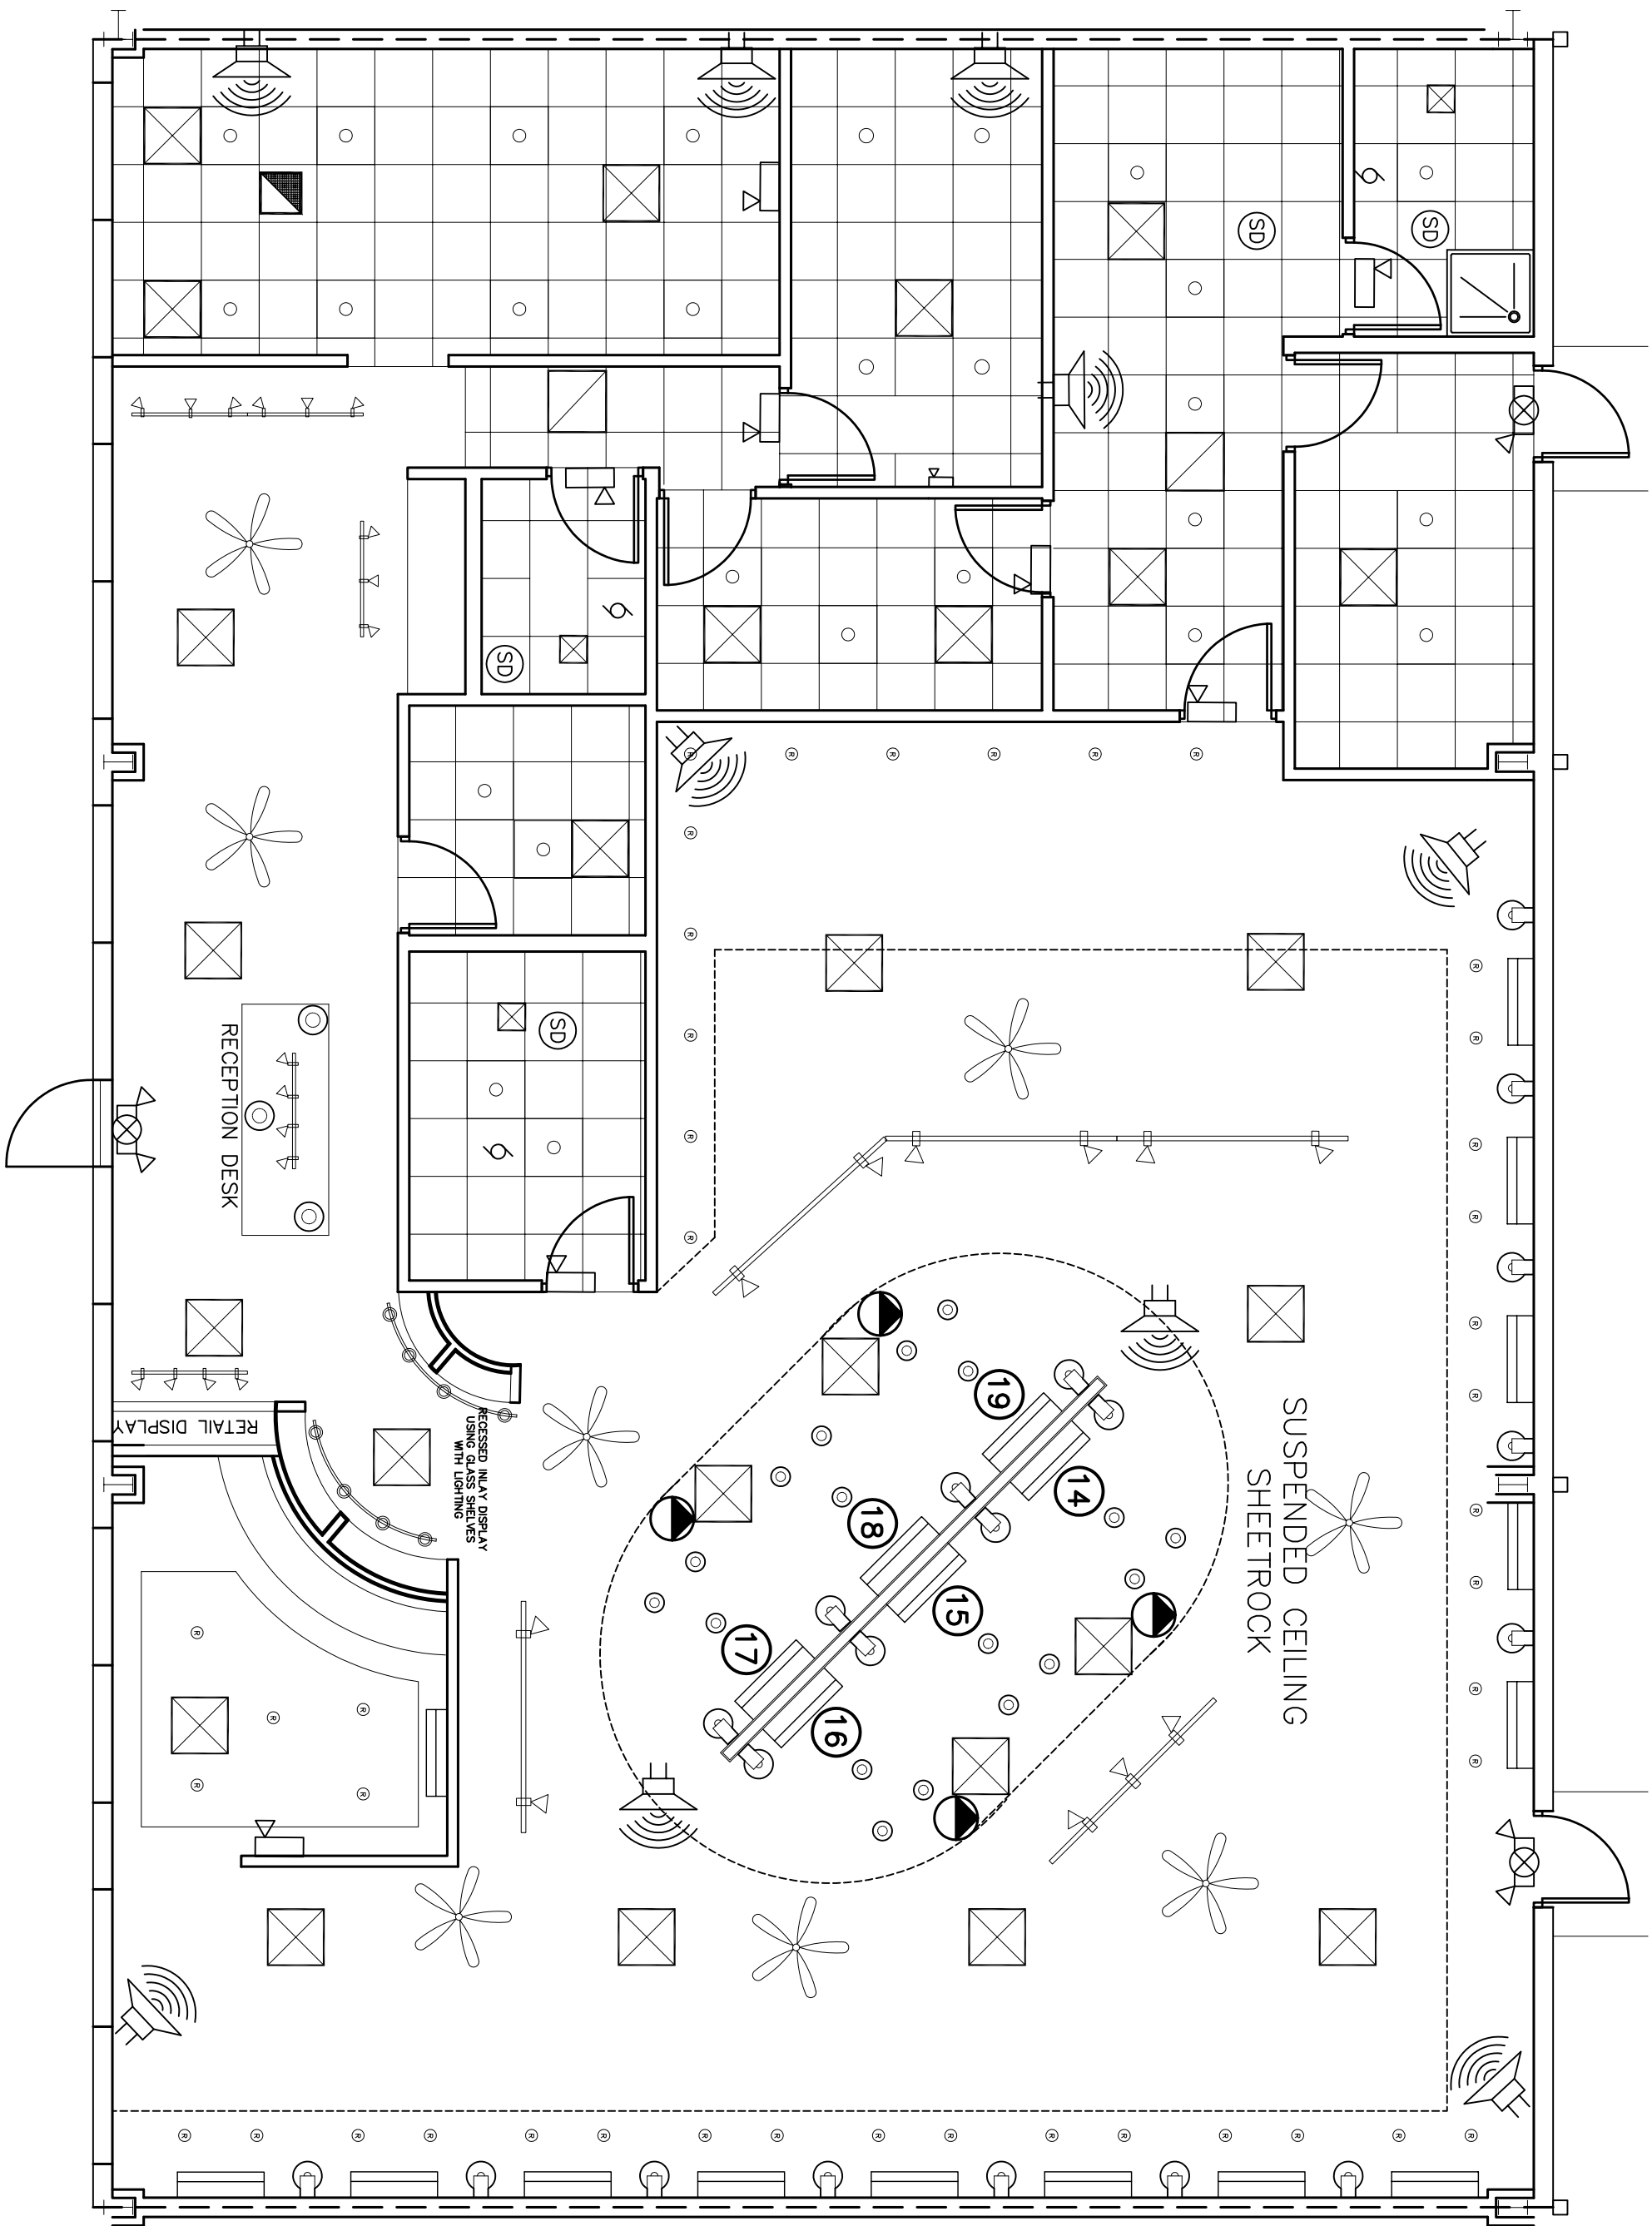 SD
SD
SD
SD
RECEPTION DESK
RETAIL DISPLAY
RECESSED INLAY DISPLAY
USING GLASS SHELVES
WITH LIGHTING
SUSPENDED CEILING
SHEETROCK
19
14
18
15
17
16
R R R R R R
R R R R R
R R R R R R R R R R
R R R R R
R R R R R R R R R R R R R R R R